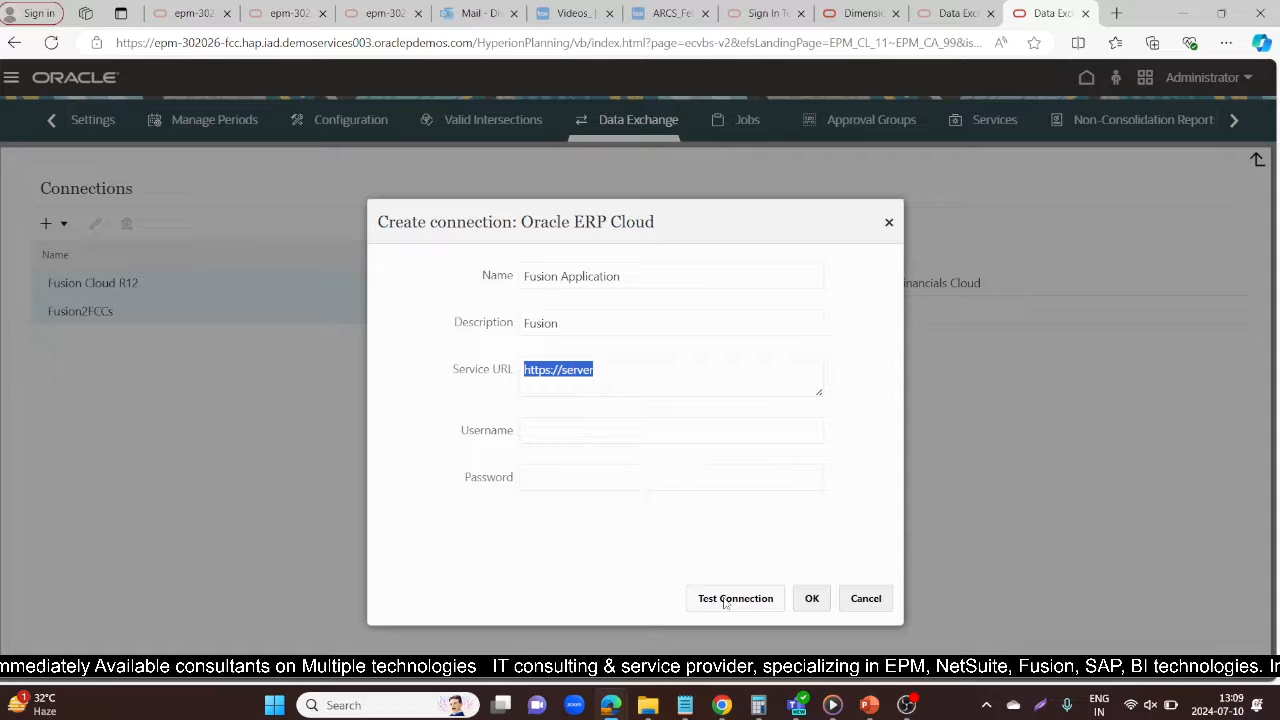 Sign in
epm-302
epm-302
epm-302
Mail - Di
Videos_
ARCS_Fe
Sign In T
Dimensi
Data Exc
Data Exc
https://epm-302026-fcc.hap.iad.demoservices003.oraclepdemos.com/HyperionPlanning/vb/index.html?page=ecvbs-v2&efsLandingPage=EPM_CL_11~EPM_CA_99&is...
ORACLE
Administrator
Settings
Manage Periods
Configuration
Valid Intersections
Data Exchange
Jobs
Approval Groups
Services
Non-Consolidation Report
Connections
Create connection: Oracle ERP Cloud
Name
Name Fusion Application
Fusion Cloud R12
inancials Cloud
Fusion2FCCs
Description Fusion
Service URL https://server
Username
Password
Test Connection
OK
Cancel
mmediately Available consultants on Multiple technologies IT consulting & service provider, specializing in EPM, NetSuite, Fusion, SAP, BI technologies. In
1
32°C
Haze
Search
zoom
NEW
ENG
IN
13:09
2024-07-10